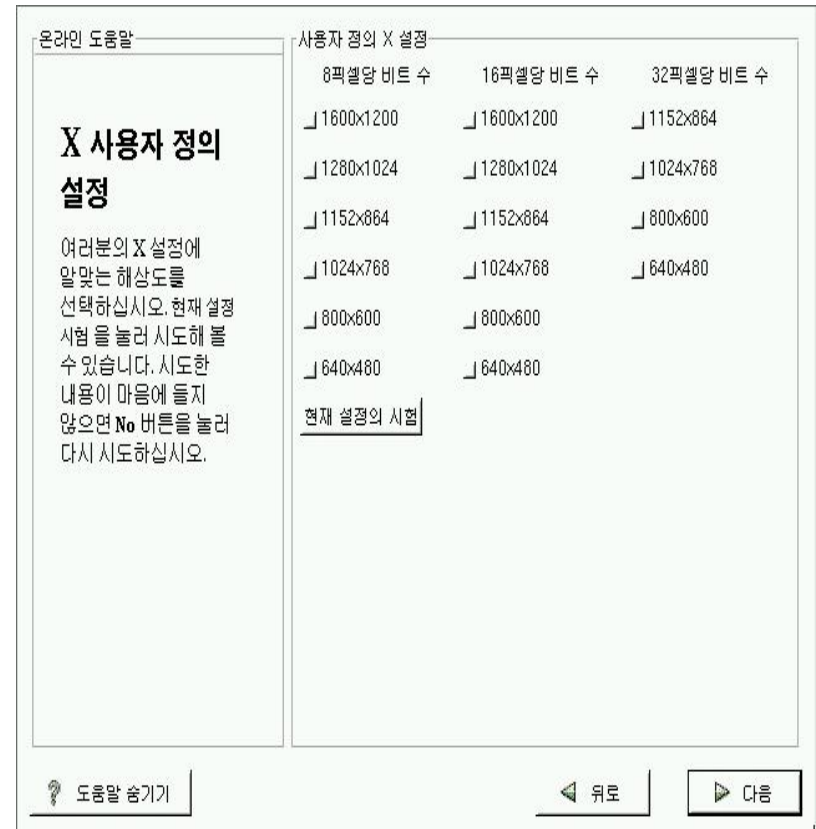 온라인 도움말
X 사용자 정의
설정
여러분의 X 설정에
알맞는 해상도를
선택하십시오. 현재 설정
시험 을 눌러 시도해 볼
수 있습니다. 시도한
내용이 마음에 들지
않으면 No 버튼을 눌러
다시 시도하십시오.
사용자 정의 X 설정
8픽셀당 비트 수 16픽셀당 비트 수 32픽셀당 비트 수
1600x1200 1600x1200 1152x864
1280x1024 1280x1024 1024x768
1152x864 1152x864 800x600
1024x768 1024x768 640x480
800x600 800x600
640x480 640x480
현재 설정의 시험
도움말 숨기기 뒤로 다음